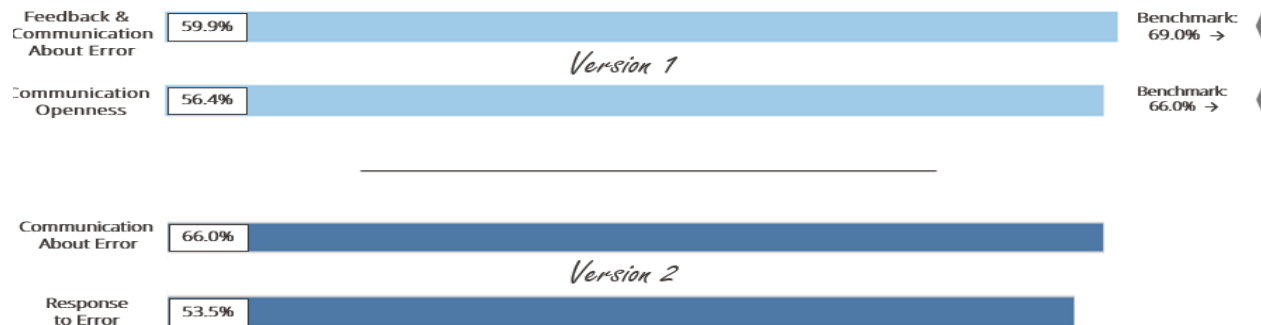 Feedback &
Communication
About Error
59.9%
Benchmark:
69.0% →
Version 1
Communication
Openness
56.4%
Benchmark:
66.0% →
Communication
About Error
66.0%
Version 2
Response
to Error
53.5%